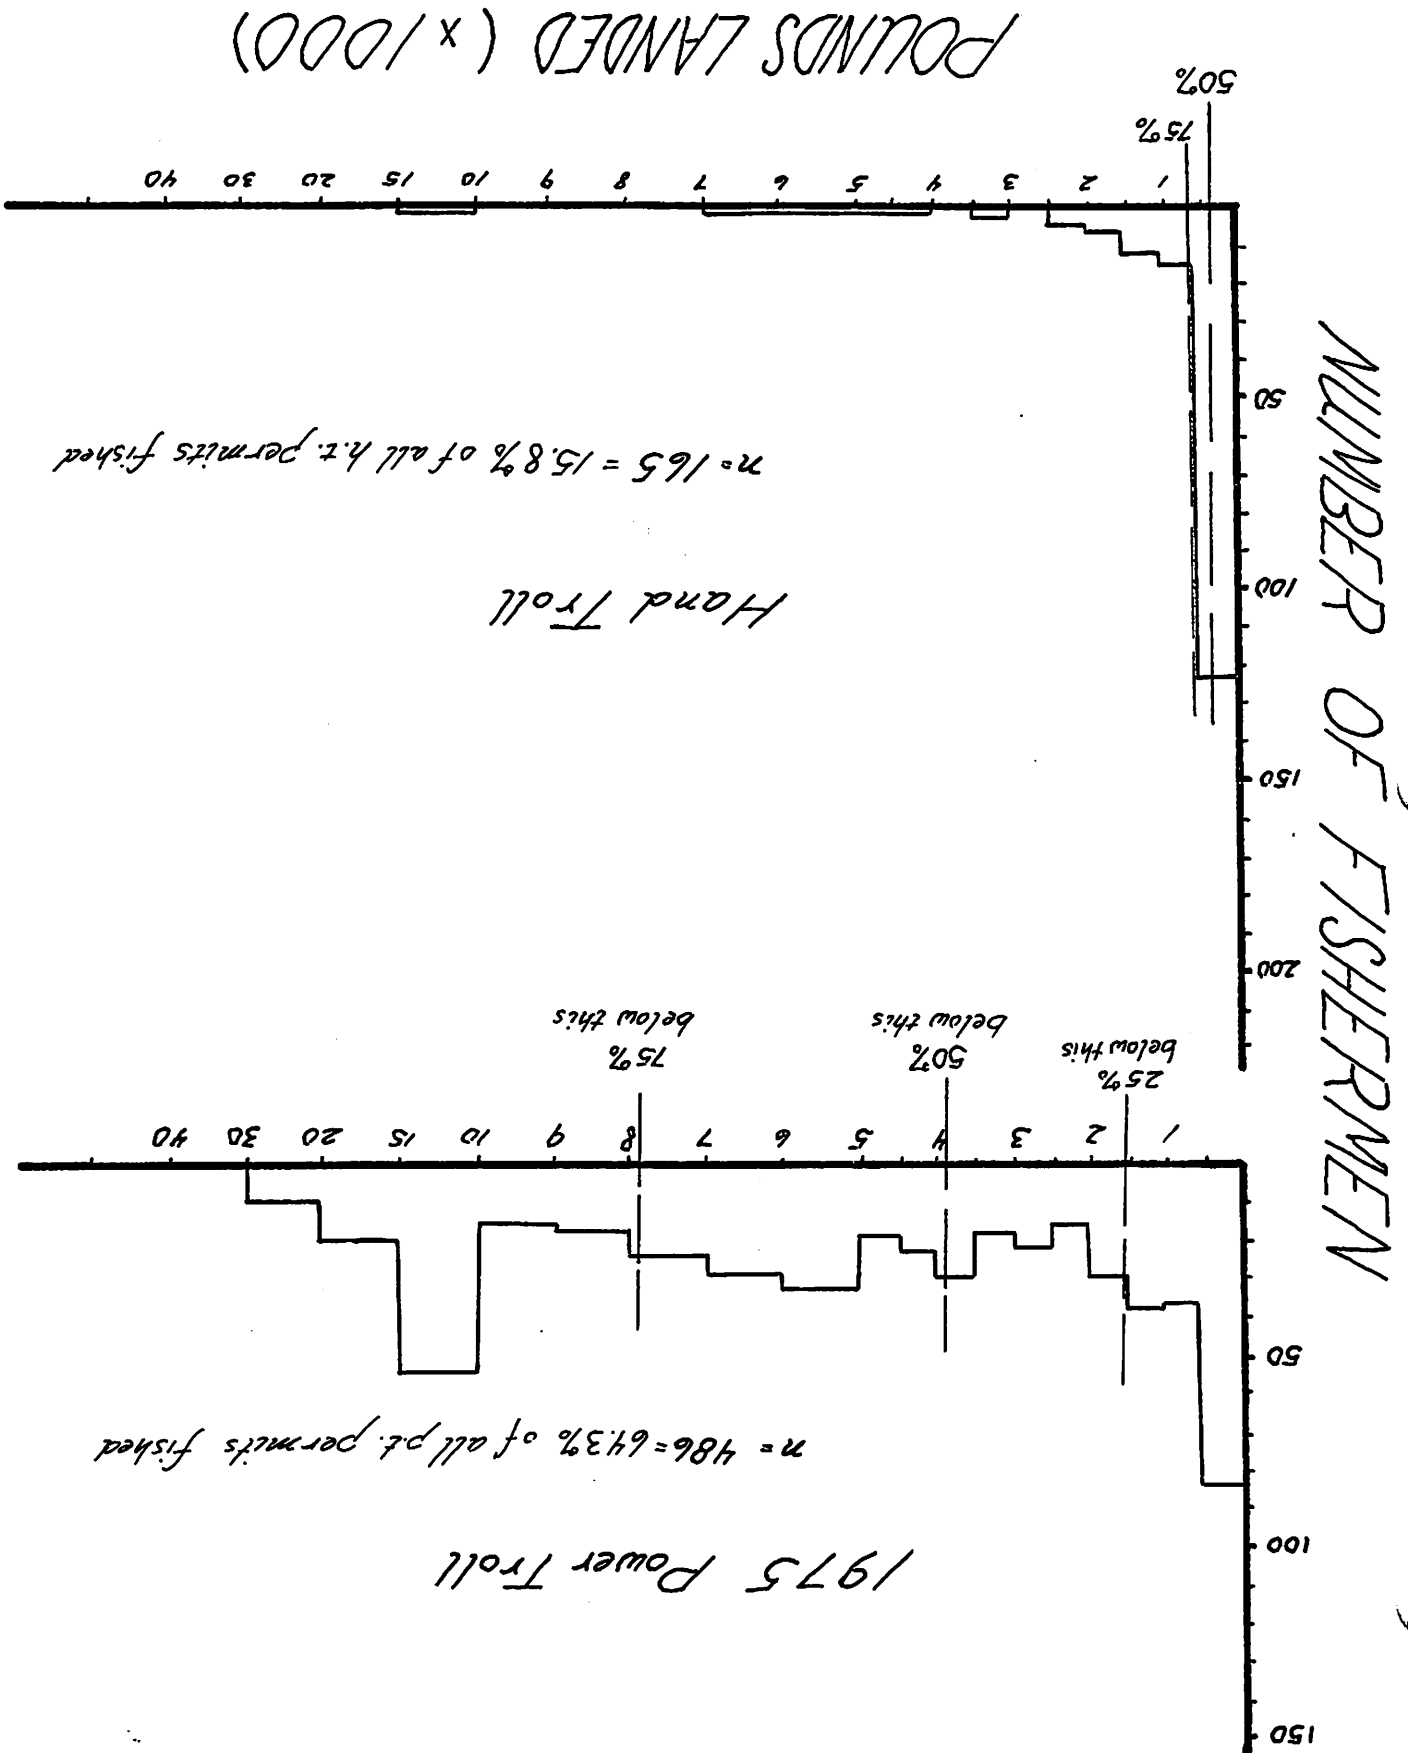 1975 Power Troll
n = 486 = 64.3% of all p.t. permits fished
150
100
50
1 2 3 4 5 6 7 8 9 10 15 20 30 40
25%
below this
50%
below this
75%
below this
NUMBER OF FISHERMEN
200
150
100
50
Hand Troll
n = 165 = 15.8% of all h.t. permits fished
1 2 3 4 5 6 7 8 9 10 15 20 30 40
75%
50%
POUNDS LANDED (x 1000)